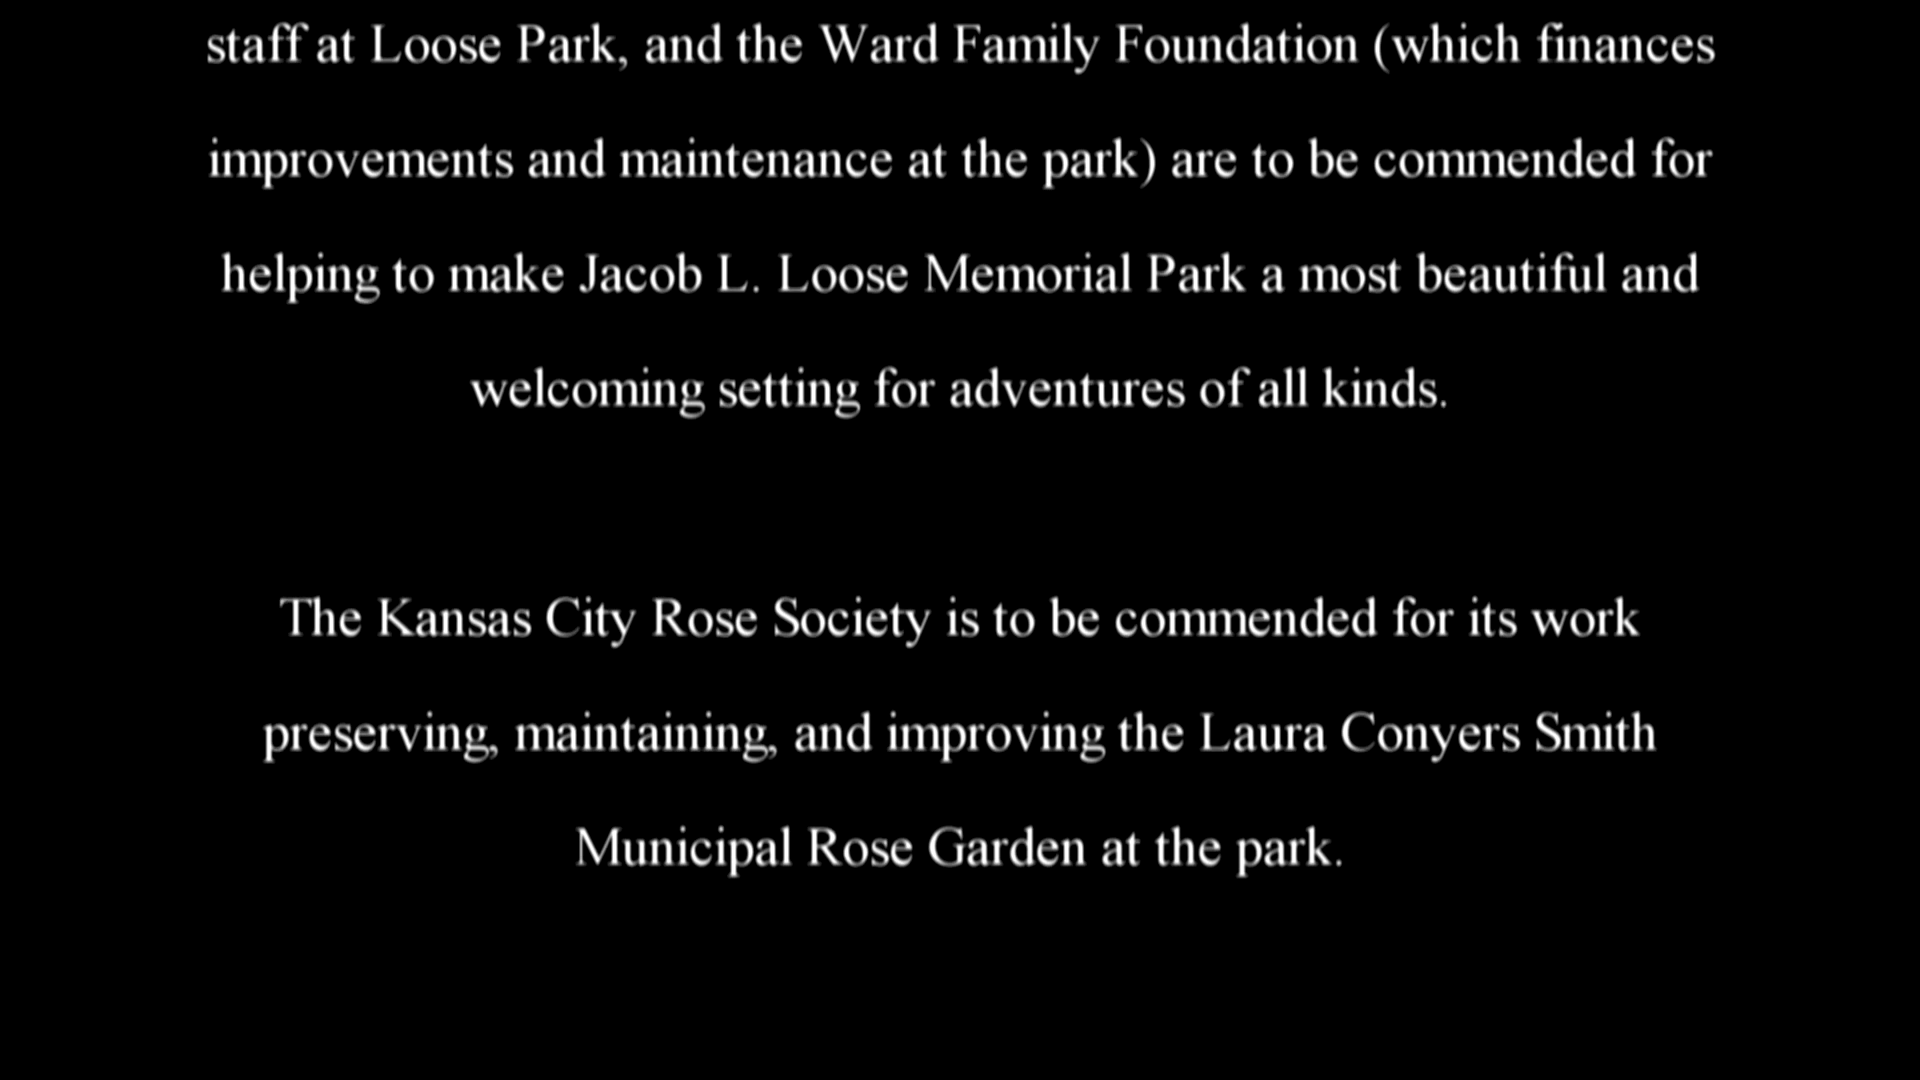 staff at Loose Park, and the Ward Family Foundation (which finances
improvements and maintenance at the park) are to be commended for
helping to make Jacob L. Loose Memorial Park a most beautiful and
welcoming setting for adventures of all kinds.
The Kansas City Rose Society is to be commended for its work
preserving, maintaining, and improving the Laura Conyers Smith
Municipal Rose Garden at the park.